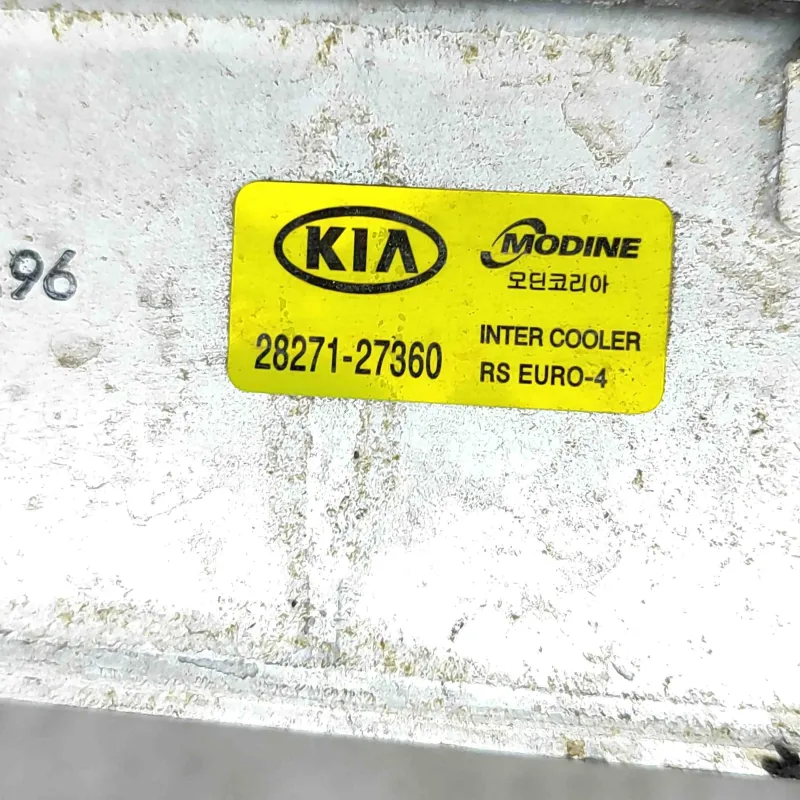 96
KIA
MODINE
모딘코리아
28271-27360
INTER COOLER
RS EURO-4